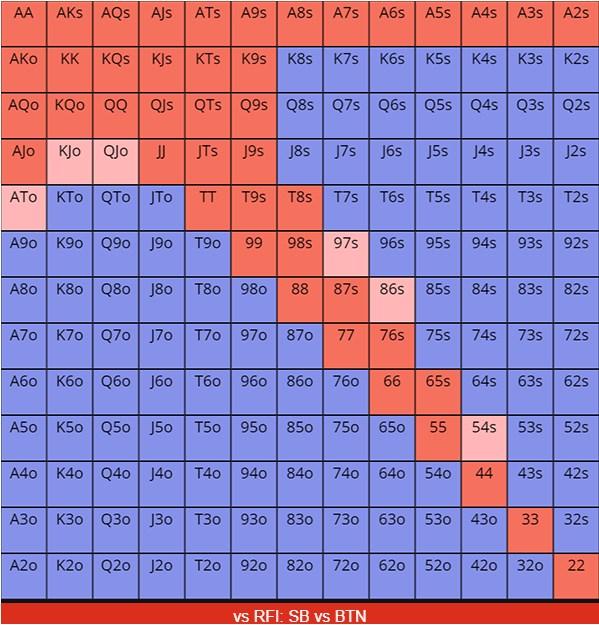 AA AKs AQs AJs ATs A9s A8s A7s A6s A5s A4s A3s A2s
AKo KK KQs KJs KTs K9s K8s K7s K6s K5s K4s K3s K2s
AQo KQo QQ QJs QTs Q9s Q8s Q7s Q6s Q5s Q4s Q3s Q2s
AJo KJo QJo JJ JTs J9s J8s J7s J6s J5s J4s J3s J2s
ATo KTo QTo JTo TT T9s T8s T7s T6s T5s T4s T3s T2s
A9o K9o Q9o J9o T9o 99 98s 97s 96s 95s 94s 93s 92s
A8o K8o Q8o J8o T8o 98o 88 87s 86s 85s 84s 83s 82s
A7o K7o Q7o J7o T7o 97o 87o 77 76s 75s 74s 73s 72s
A6o K6o Q6o J6o T6o 96o 86o 76o 66 65s 64s 63s 62s
A5o K5o Q5o J5o T5o 95o 85o 75o 65o 55 54s 53s 52s
A4o K4o Q4o J4o T4o 94o 84o 74o 64o 54o 44 43s 42s
A3o K3o Q3o J3o T3o 93o 83o 73o 63o 53o 43o 33 32s
A2o K2o Q2o J2o T2o 92o 82o 72o 62o 52o 42o 32o 22
vs RFI: SB vs BTN